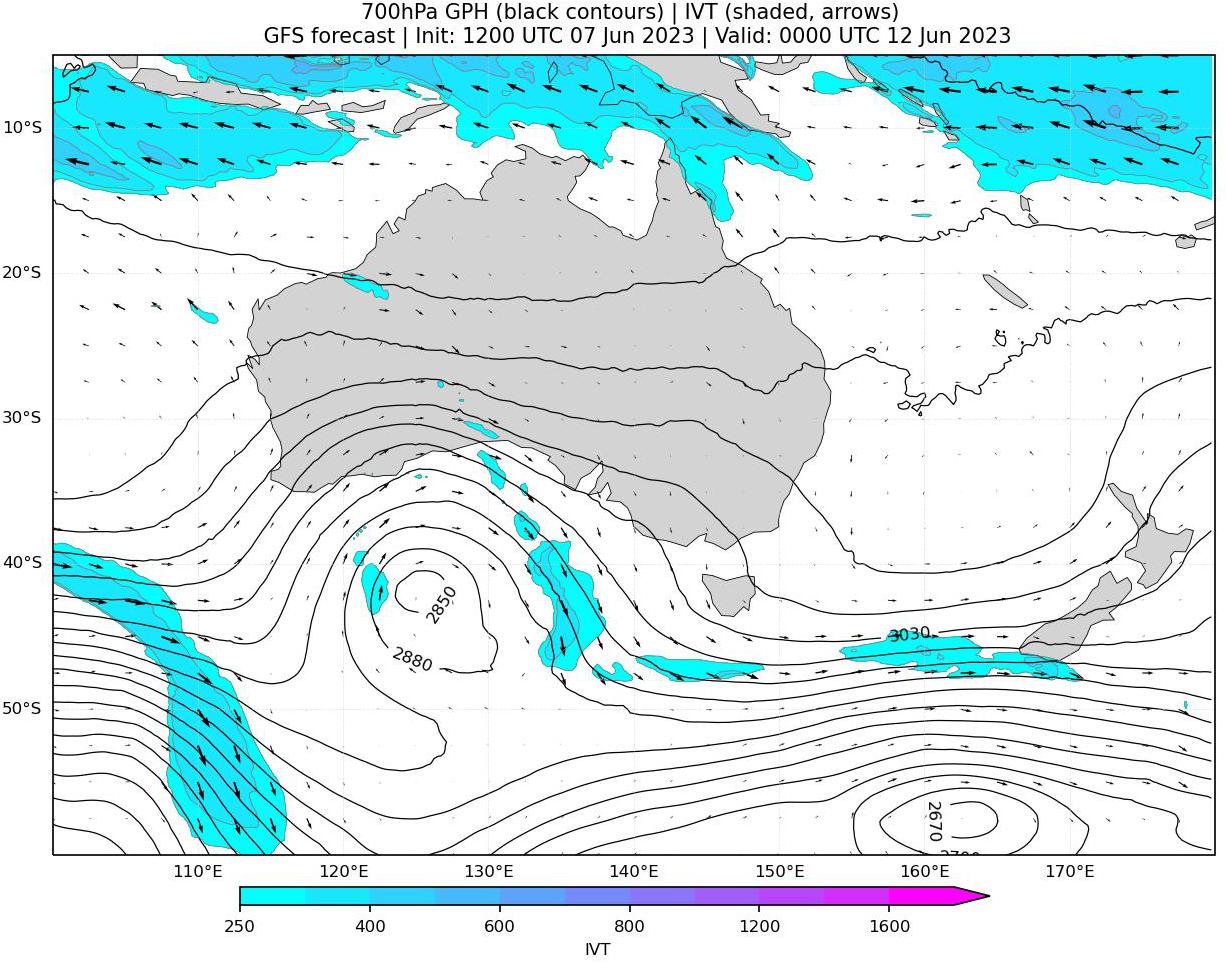 700hPa GPH (black contours) | IVT (shaded, arrows)
GFS forecast | Init: 1200 UTC 07 Jun 2023 | Valid: 0000 UTC 12 Jun 2023
10°S
20°S
30°S
40°S
50°S
2850
2880
3030
2670
110°E 120°E 130°E 140°E 150°E 160°E 170°E
250 400 600 800 1200 1600
IVT